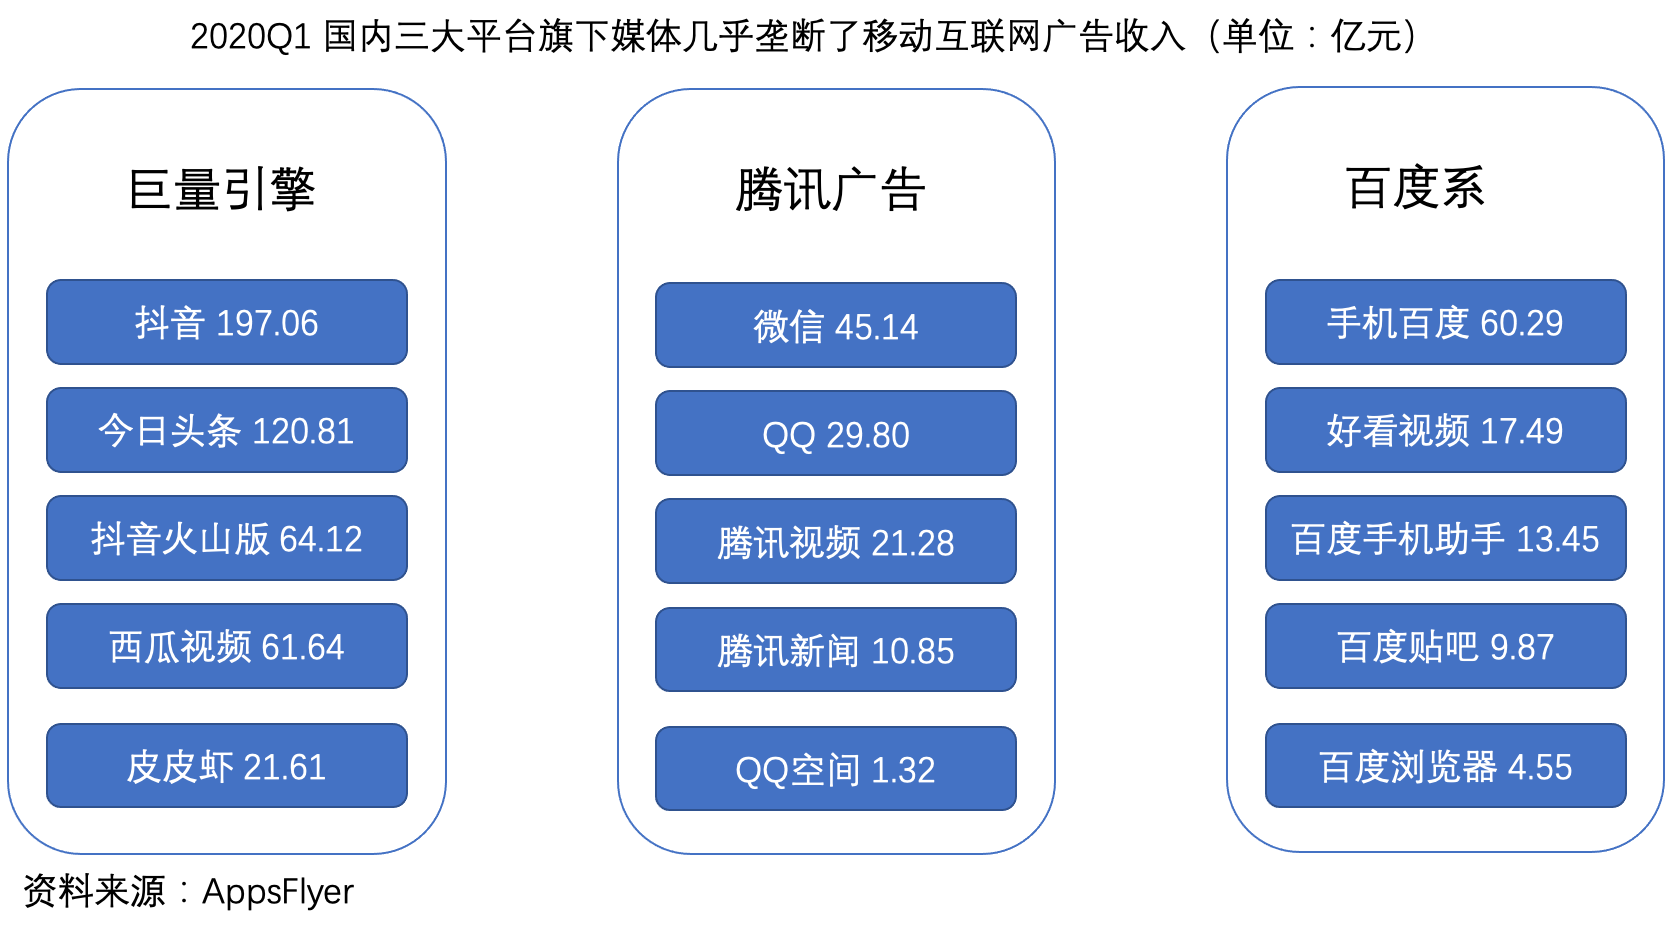 2020Q1 国内三大平台旗下媒体几乎垄断了移动互联网广告收入（单位：亿元）
巨量引擎
抖音 197.06
今日头条 120.81
抖音火山版 64.12
西瓜视频 61.64
皮皮虾 21.61
腾讯广告
微信 45.14
QQ 29.80
腾讯视频 21.28
腾讯新闻 10.85
QQ空间 1.32
百度系
手机百度 60.29
好看视频 17.49
百度手机助手 13.45
百度贴吧 9.87
百度浏览器 4.55
资料来源：AppsFlyer